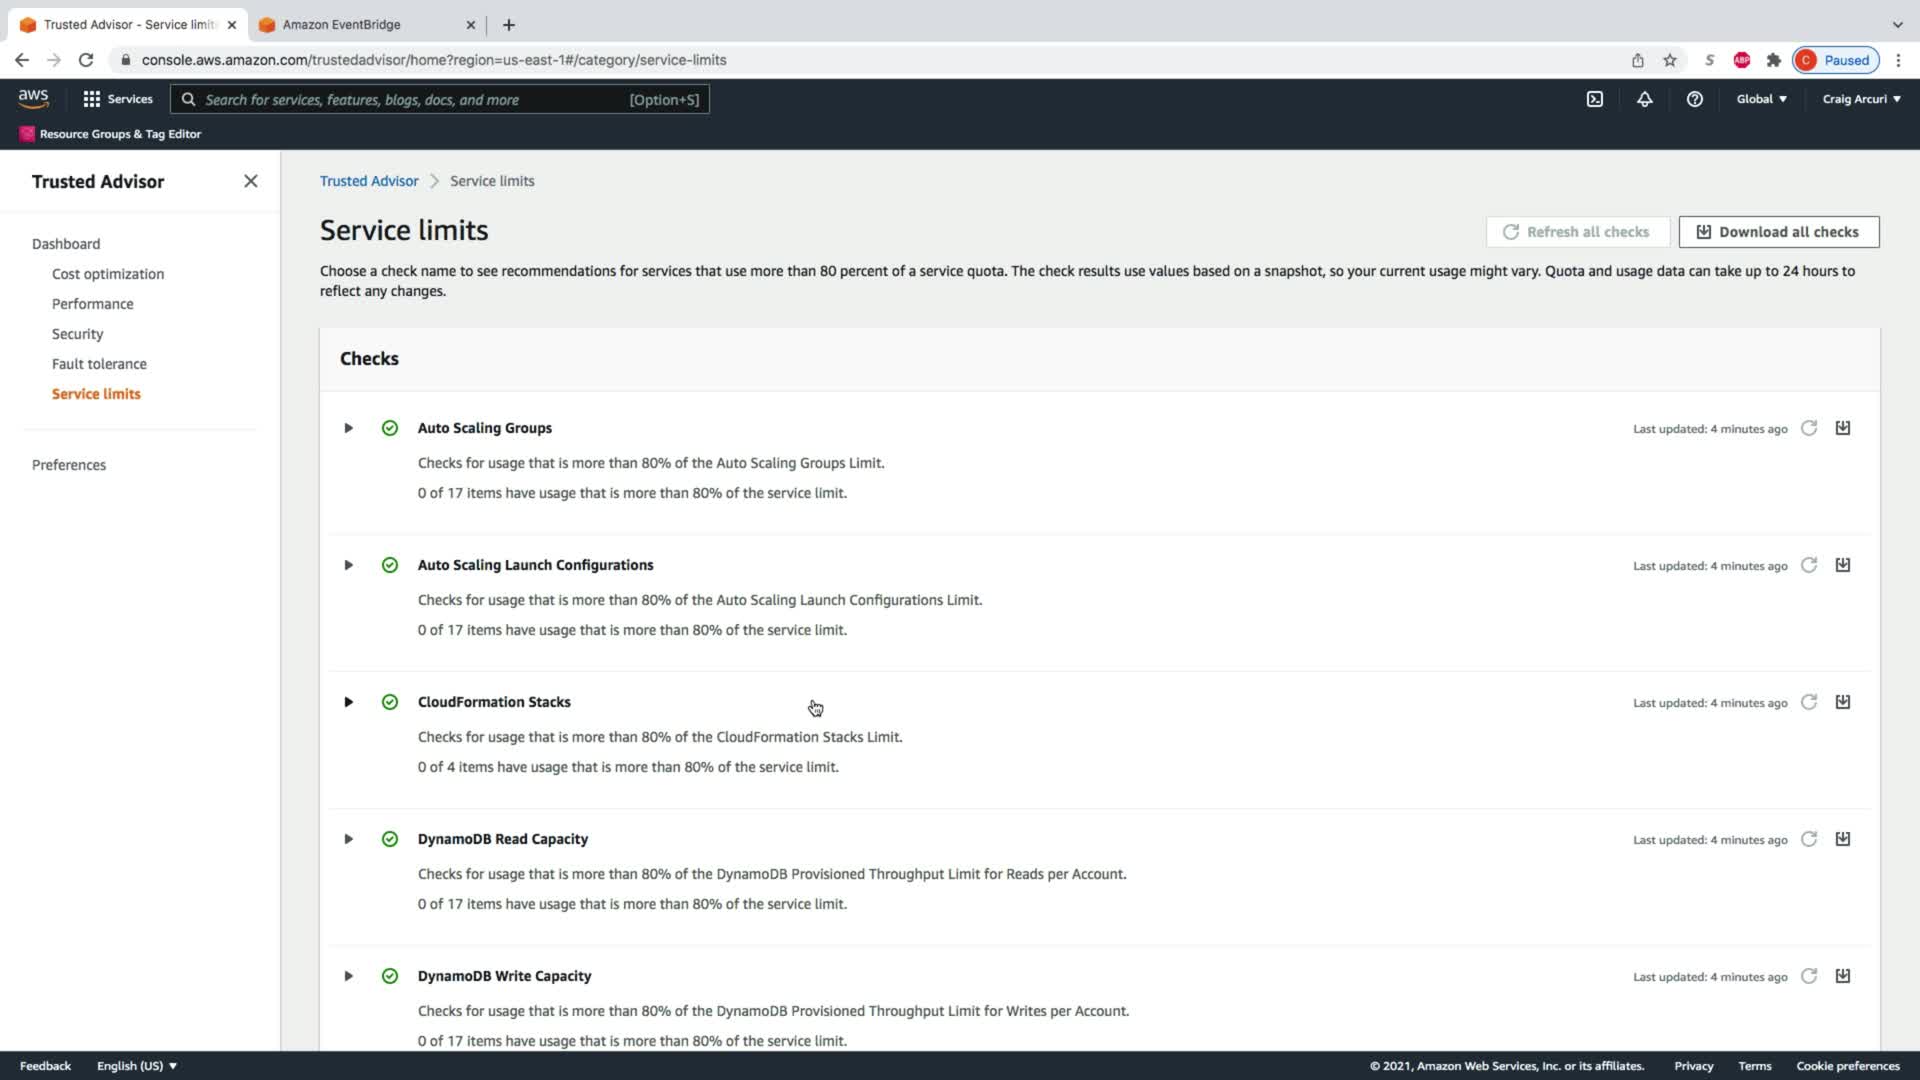 Trusted Advisor - Service limits
Amazon EventBridge
console.aws.amazon.com/trustedadvisor/home?region=us-east-1#/category/service-limits
S
ABP
C
Paused
aws
Services
Search for services, features, blogs, docs, and more
[Option+S]
Global
Craig Arcuri
Resource Groups & Tag Editor
Trusted Advisor
Dashboard
Cost optimization
Performance
Security
Fault tolerance
Service limits
Preferences
Trusted Advisor
Service limits
Service limits
Refresh all checks
Download all checks
Choose a check name to see recommendations for services that use more than 80 percent of a service quota. The check results use values based on a snapshot, so your current usage might vary. Quota and usage data can take up to 24 hours to
reflect any changes.
Checks
Auto Scaling Groups
Last updated: 4 minutes ago
Checks for usage that is more than 80% of the Auto Scaling Groups Limit.
0 of 17 items have usage that is more than 80% of the service limit.
Auto Scaling Launch Configurations
Last updated: 4 minutes ago
Checks for usage that is more than 80% of the Auto Scaling Launch Configurations Limit.
0 of 17 items have usage that is more than 80% of the service limit.
CloudFormation Stacks
Last updated: 4 minutes ago
Checks for usage that is more than 80% of the CloudFormation Stacks Limit.
0 of 4 items have usage that is more than 80% of the service limit.
DynamoDB Read Capacity
Last updated: 4 minutes ago
Checks for usage that is more than 80% of the DynamoDB Provisioned Throughput Limit for Reads per Account.
0 of 17 items have usage that is more than 80% of the service limit.
DynamoDB Write Capacity
Last updated: 4 minutes ago
Checks for usage that is more than 80% of the DynamoDB Provisioned Throughput Limit for Writes per Account.
0 of 17 items have usage that is more than 80% of the service limit.
Feedback
English (US)
© 2021, Amazon Web Services, Inc. or its affiliates.
Privacy
Terms
Cookie preferences